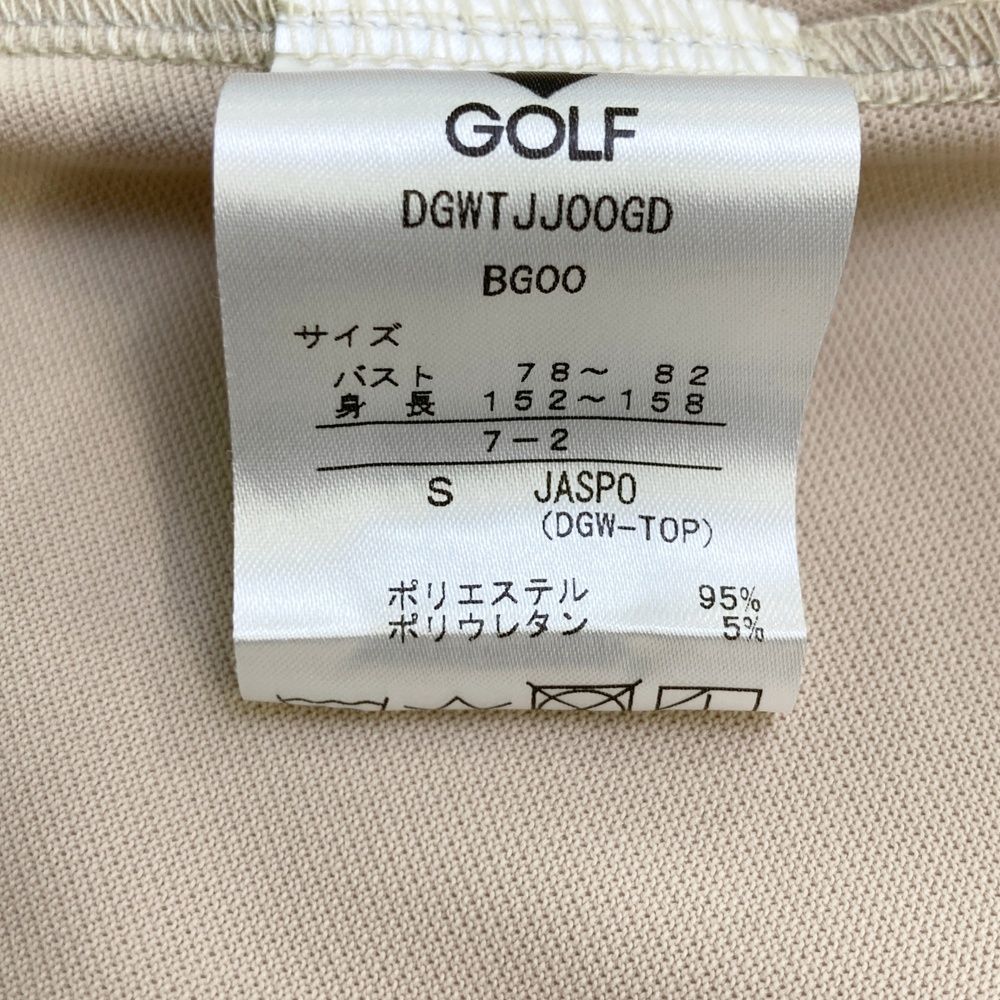 GOLF
DGWTJJ00GD
BG00
サイズ
バスト 78～ 82
身 長 152～158
7－2
S JASPO
(DGW-TOP)
ポリエステル 95%
ポリウレタン 5%